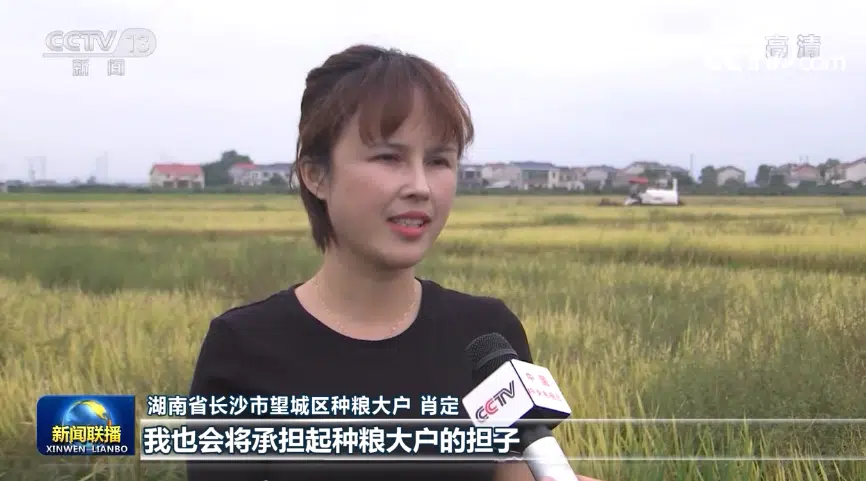 CCTV 13
新闻
高清
湖南省长沙市望城区种粮大户 肖定
新闻联播
XINWEN LIANBO
我也会将承担起种粮大户的担子
CCTV
中国